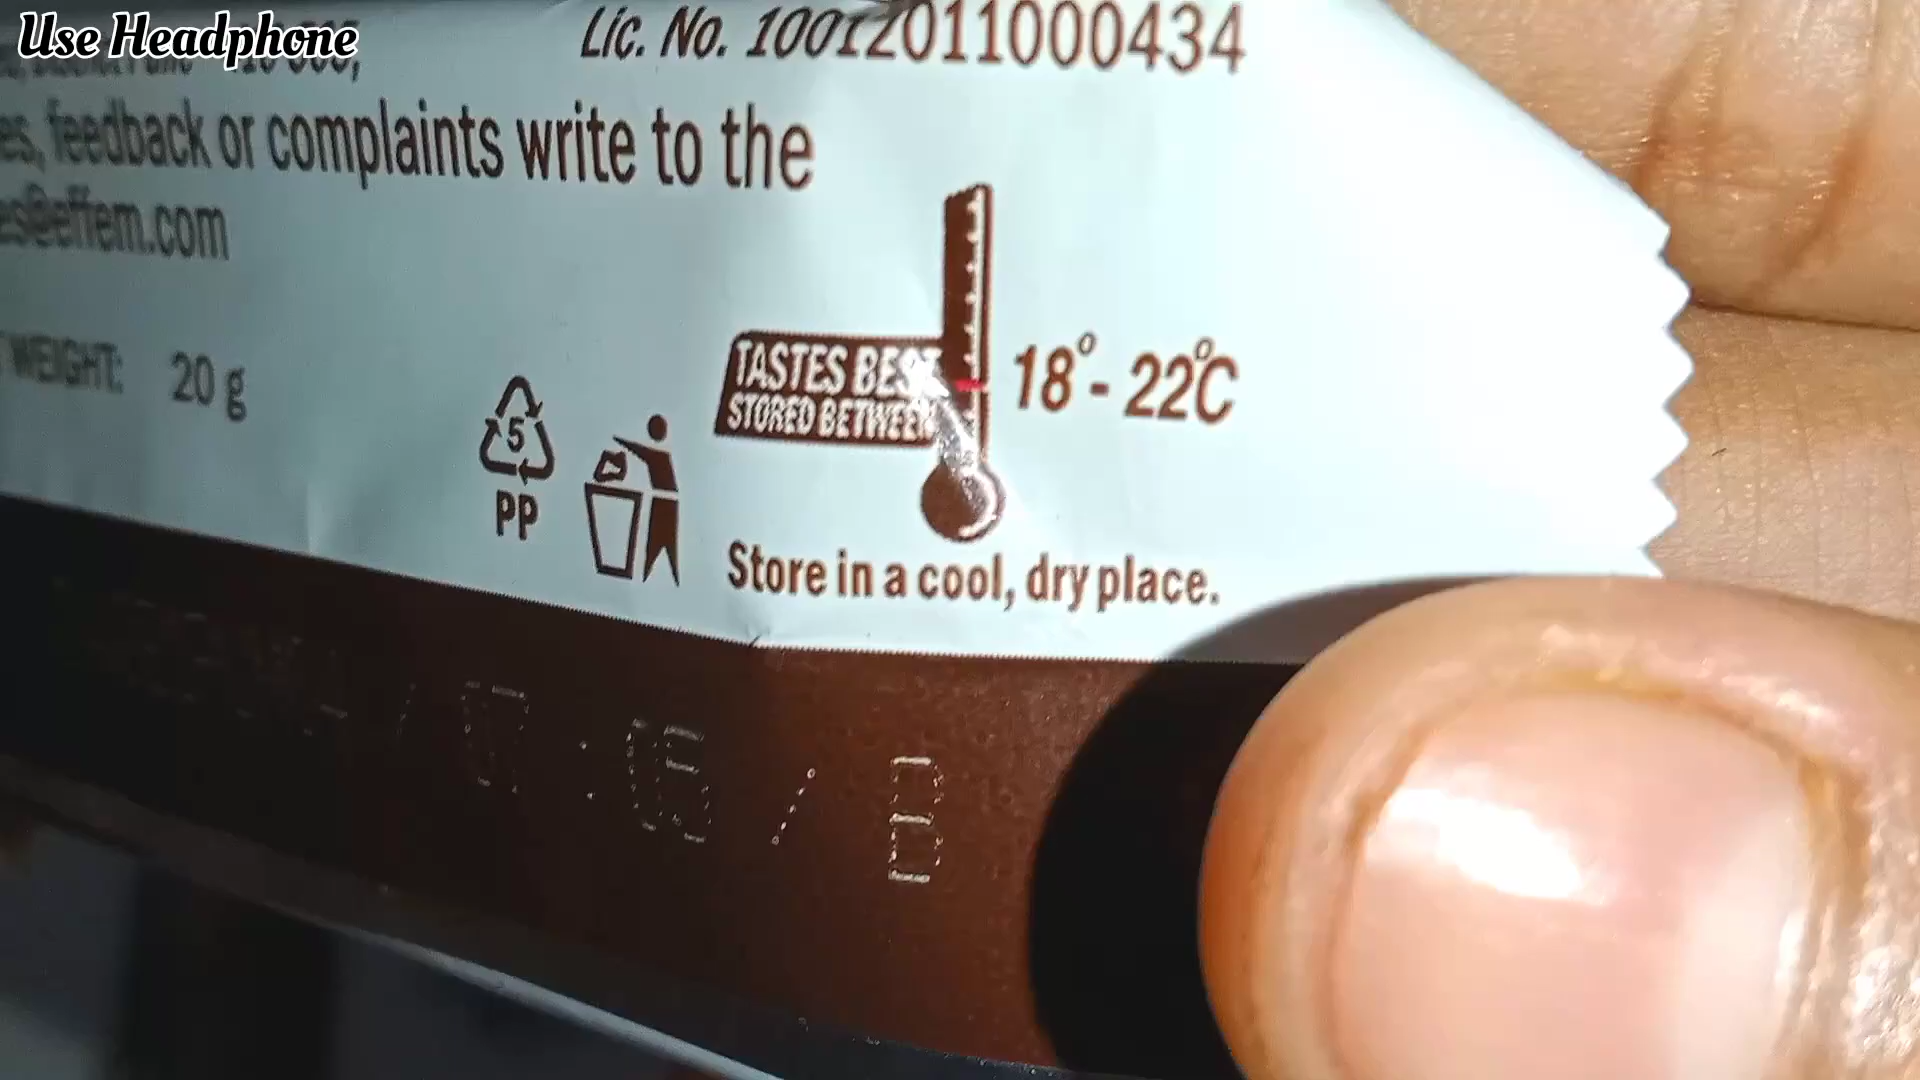 Use Headphone
Lic. No. 10012011000434
feedback or complaints write to the
@effem.com
WEIGHT: 20 g
TASTES BEST
STORED BETWEEN
18°- 22°C
5
PP
Store in a cool, dry place.